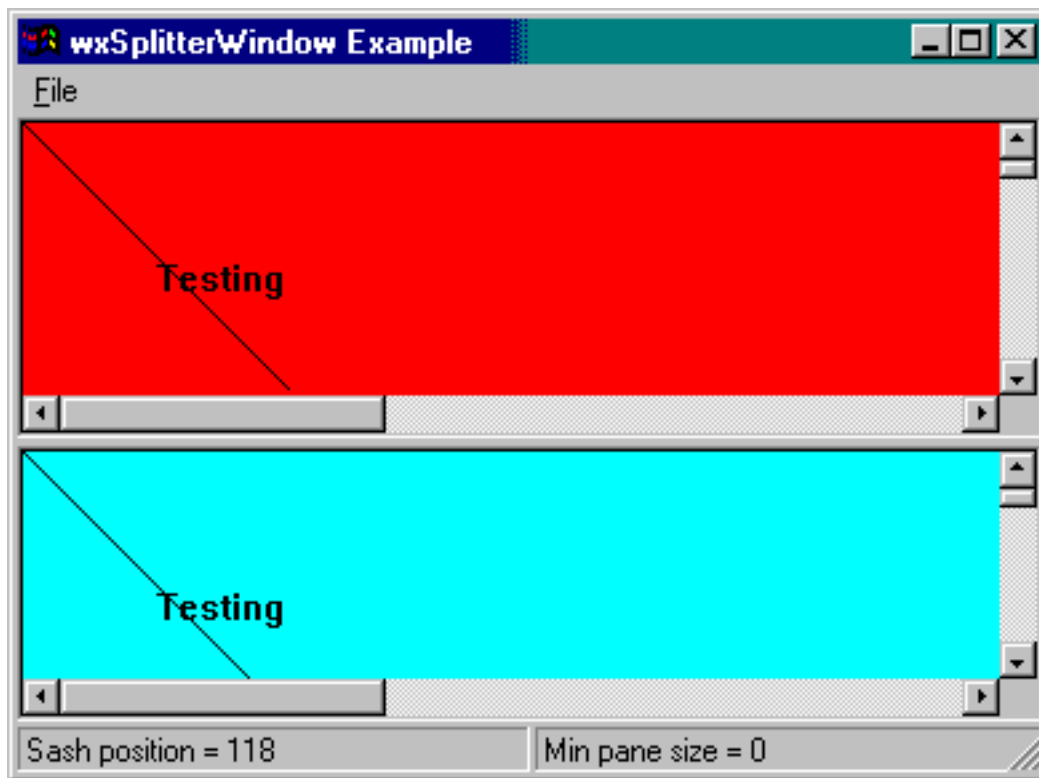 wxSplitterWindow Example
File
Testing
Testing
Sash position = 118
Min pane size = 0